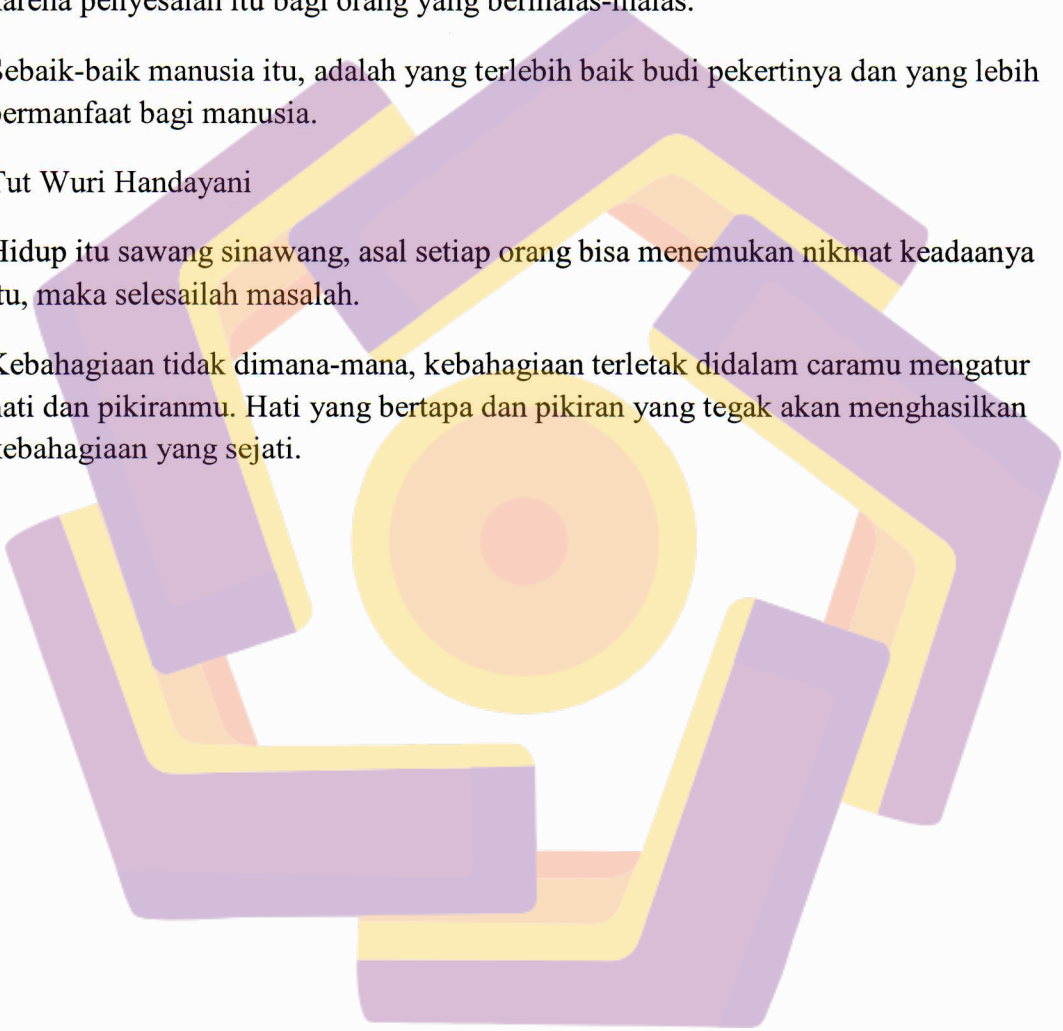 karena penyesalan itu bagi orang yang bermalas-malas.
Sebaik-baik manusia itu, adalah yang terlebih baik budi pekertinya dan yang lebih
bermanfaat bagi manusia.
Tut Wuri Handayani
Hidup itu sawang sinawang, asal setiap orang bisa menemukan nikmat keadaanya
itu, maka selesailah masalah.
Kebahagiaan tidak dimana-mana, kebahagiaan terletak didalam caramu mengatur
hati dan pikiranmu. Hati yang bertapa dan pikiran yang tegak akan menghasilkan
kebahagiaan yang sejati.